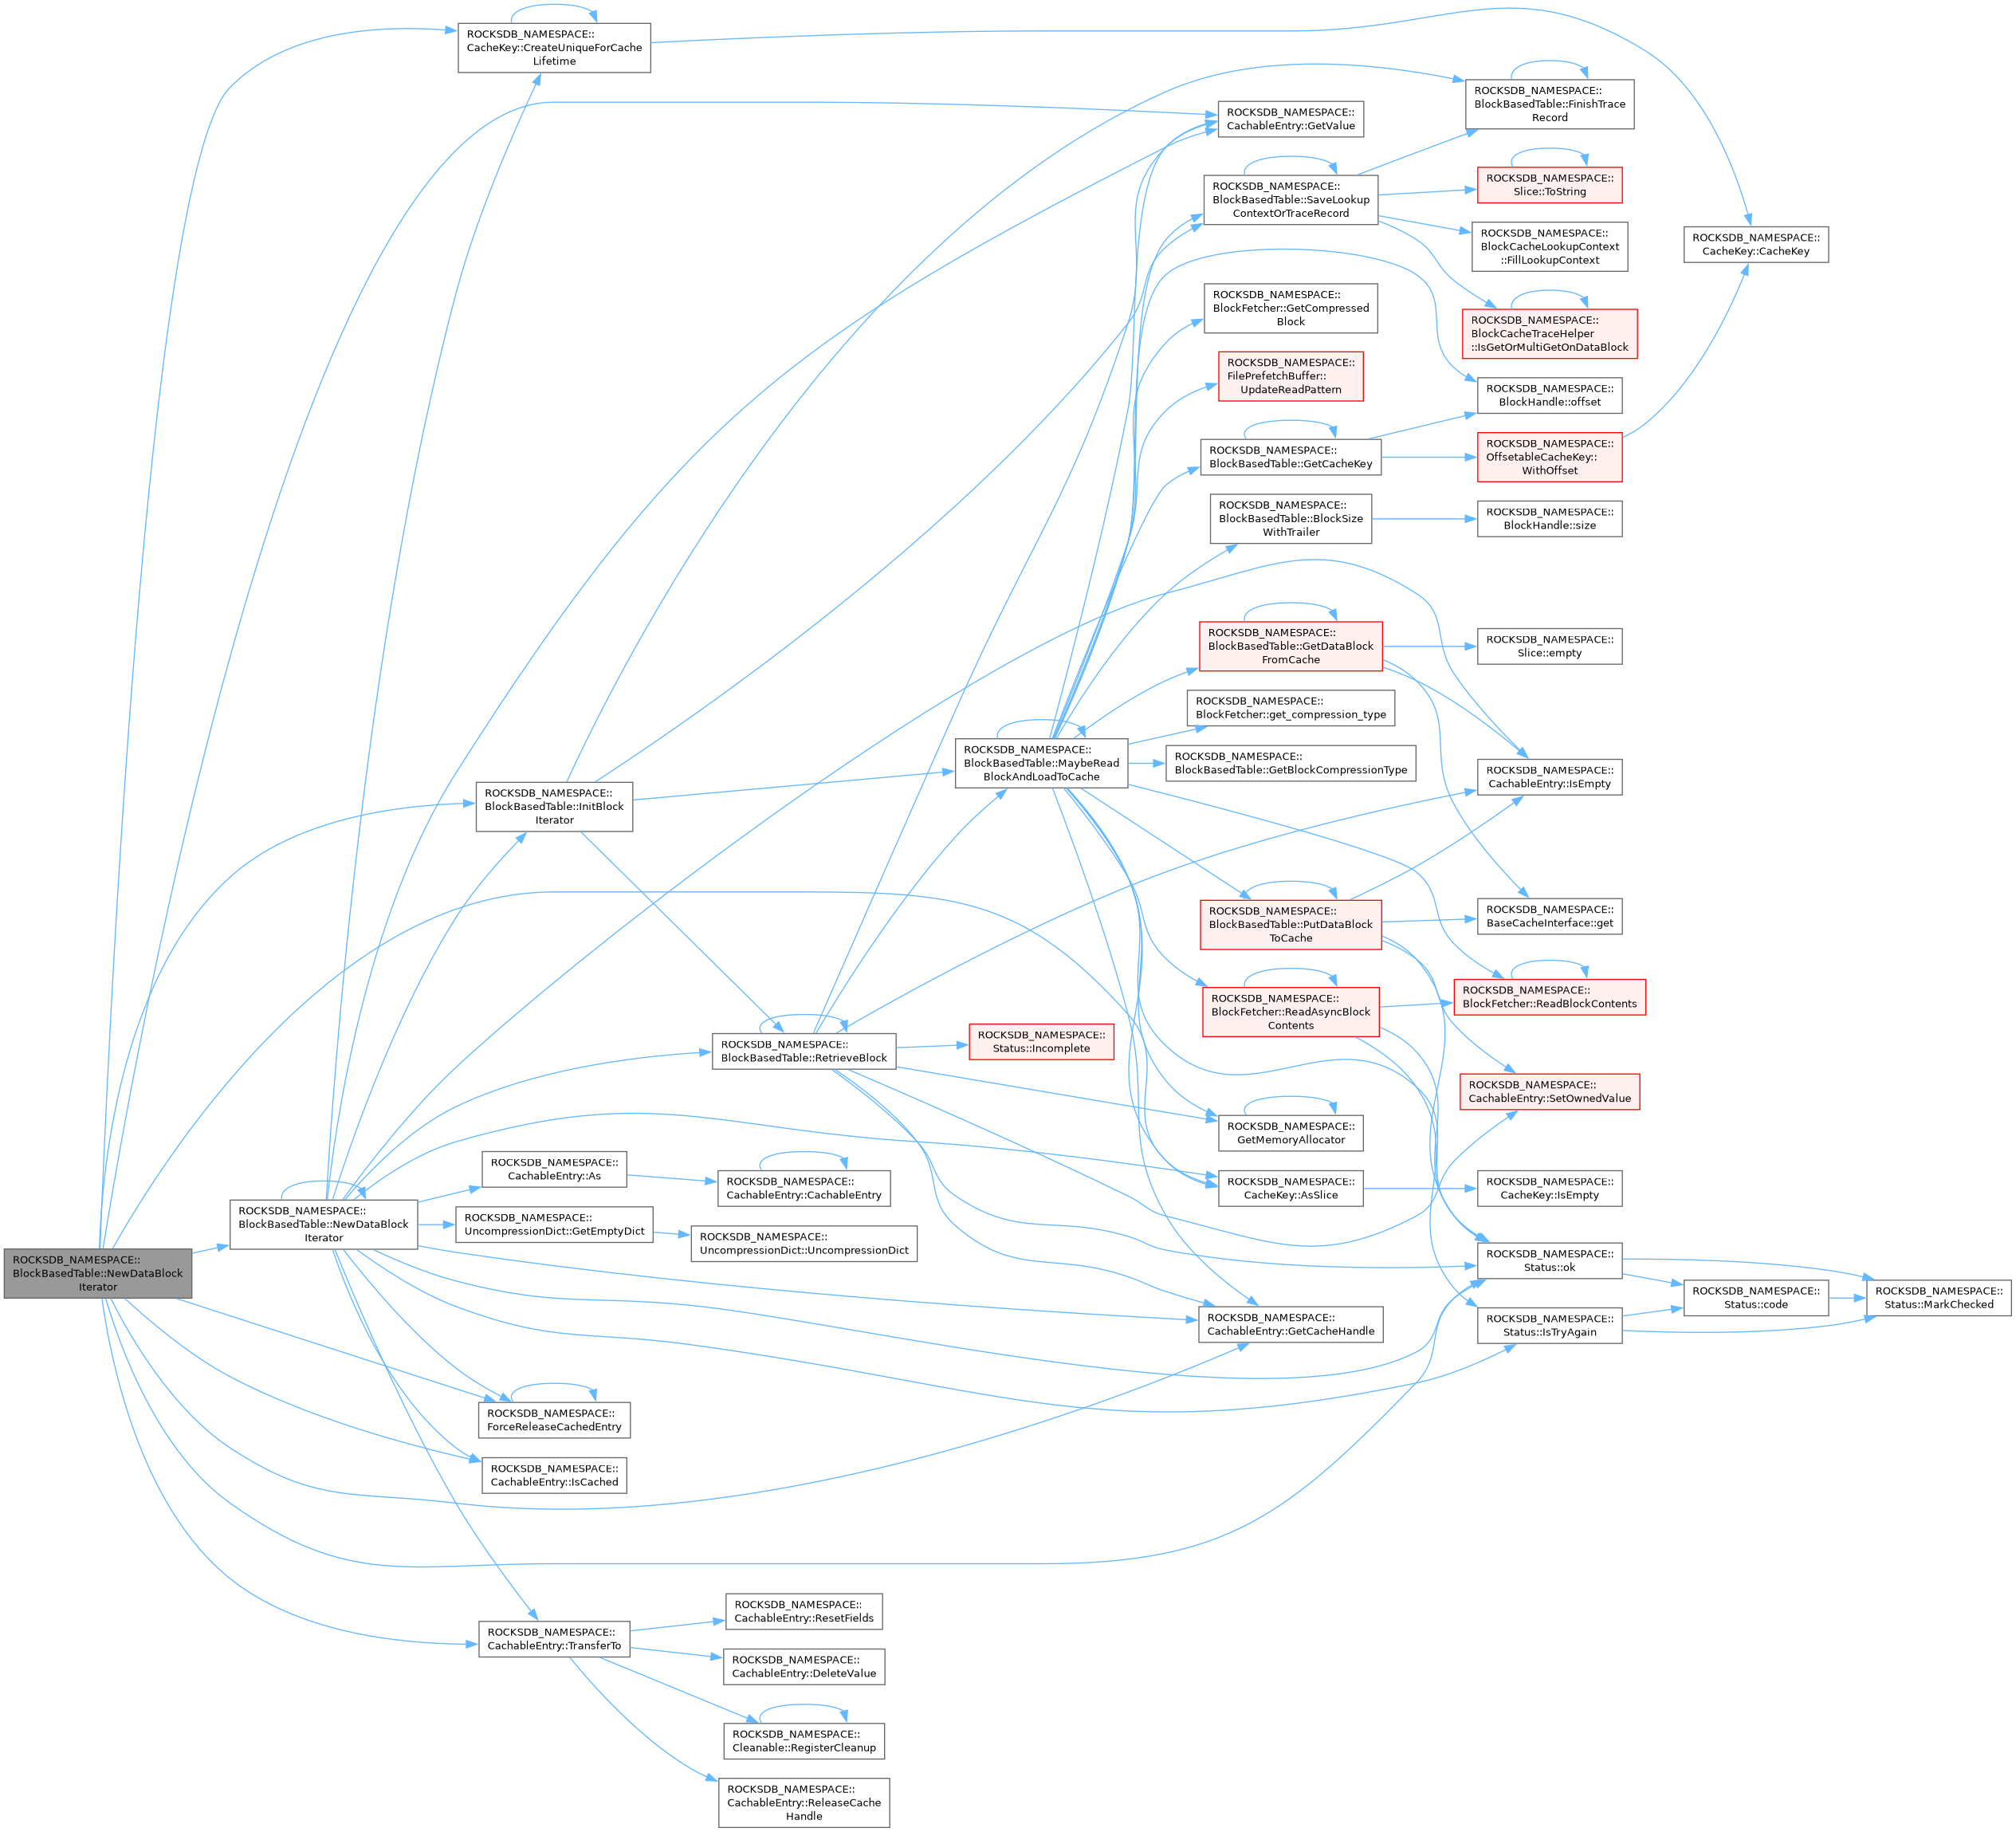 ROCKSDB_NAMESPACE::
BlockBasedTable::NewDataBlock
Iterator
ROCKSDB_NAMESPACE::
CacheKey::CreateUniqueForCache
Lifetime
ROCKSDB_NAMESPACE::
CacheKey::CacheKey
ROCKSDB_NAMESPACE::
CachableEntry::GetValue
ROCKSDB_NAMESPACE::
BlockBasedTable::FinishTrace
Record
ROCKSDB_NAMESPACE::
BlockBasedTable::SaveLookup
ContextOrTraceRecord
ROCKSDB_NAMESPACE::
Slice::ToString
ROCKSDB_NAMESPACE::
BlockCacheLookupContext
::FillLookupContext
ROCKSDB_NAMESPACE::
BlockCacheTraceHelper
::IsGetOrMultiGetOnDataBlock
ROCKSDB_NAMESPACE::
BlockFetcher::GetCompressed
Block
ROCKSDB_NAMESPACE::
FilePrefetchBuffer::
UpdateReadPattern
ROCKSDB_NAMESPACE::
BlockHandle::offset
ROCKSDB_NAMESPACE::
BlockBasedTable::GetCacheKey
ROCKSDB_NAMESPACE::
OffsetableCacheKey::
WithOffset
ROCKSDB_NAMESPACE::
BlockBasedTable::BlockSize
WithTrailer
ROCKSDB_NAMESPACE::
BlockHandle::size
ROCKSDB_NAMESPACE::
BlockBasedTable::GetDataBlock
FromCache
ROCKSDB_NAMESPACE::
Slice::empty
ROCKSDB_NAMESPACE::
BlockFetcher::get_compression_type
ROCKSDB_NAMESPACE::
BlockBasedTable::MaybeRead
BlockAndLoadToCache
ROCKSDB_NAMESPACE::
BlockBasedTable::GetBlockCompressionType
ROCKSDB_NAMESPACE::
CachableEntry::IsEmpty
ROCKSDB_NAMESPACE::
BlockBasedTable::InitBlock
Iterator
ROCKSDB_NAMESPACE::
BlockBasedTable::PutDataBlock
ToCache
ROCKSDB_NAMESPACE::
BaseCacheInterface::get
ROCKSDB_NAMESPACE::
BlockFetcher::ReadAsyncBlock
Contents
ROCKSDB_NAMESPACE::
BlockFetcher::ReadBlockContents
ROCKSDB_NAMESPACE::
BlockBasedTable::RetrieveBlock
ROCKSDB_NAMESPACE::
Status::Incomplete
ROCKSDB_NAMESPACE::
CachableEntry::SetOwnedValue
ROCKSDB_NAMESPACE::
GetMemoryAllocator
ROCKSDB_NAMESPACE::
CachableEntry::As
ROCKSDB_NAMESPACE::
CachableEntry::CachableEntry
ROCKSDB_NAMESPACE::
CacheKey::AsSlice
ROCKSDB_NAMESPACE::
CacheKey::IsEmpty
ROCKSDB_NAMESPACE::
BlockBasedTable::NewDataBlock
Iterator
ROCKSDB_NAMESPACE::
UncompressionDict::GetEmptyDict
ROCKSDB_NAMESPACE::
UncompressionDict::UncompressionDict
ROCKSDB_NAMESPACE::
Status::ok
ROCKSDB_NAMESPACE::
Status::code
ROCKSDB_NAMESPACE::
Status::MarkChecked
ROCKSDB_NAMESPACE::
CachableEntry::GetCacheHandle
ROCKSDB_NAMESPACE::
Status::IsTryAgain
ROCKSDB_NAMESPACE::
ForceReleaseCachedEntry
ROCKSDB_NAMESPACE::
CachableEntry::IsCached
ROCKSDB_NAMESPACE::
CachableEntry::TransferTo
ROCKSDB_NAMESPACE::
CachableEntry::ResetFields
ROCKSDB_NAMESPACE::
CachableEntry::DeleteValue
ROCKSDB_NAMESPACE::
Cleanable::RegisterCleanup
ROCKSDB_NAMESPACE::
CachableEntry::ReleaseCache
Handle